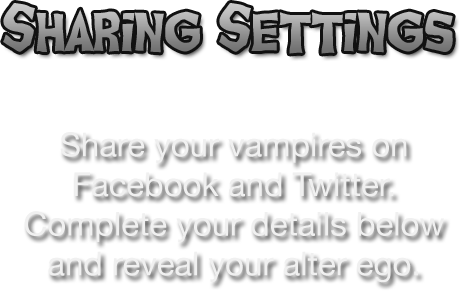 Sharing Settings
Share your vampires on
Facebook and Twitter.
Complete your details below
and reveal your alter ego.